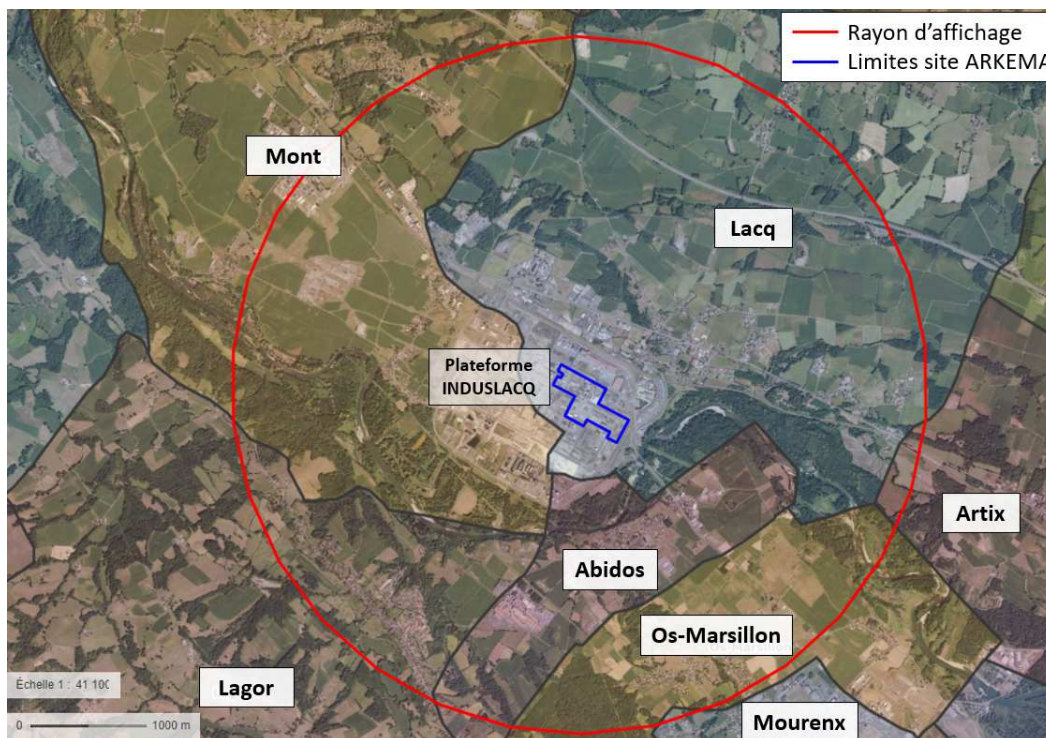 Rayon d'affichage
Limites site ARKEMA
Mont
Lacq
Plateforme
INDUSLACQ
Artix
Abidos
Os-Marsillon
Lagor
Mourenx
Échelle 1 : 41 100
0 1000 m